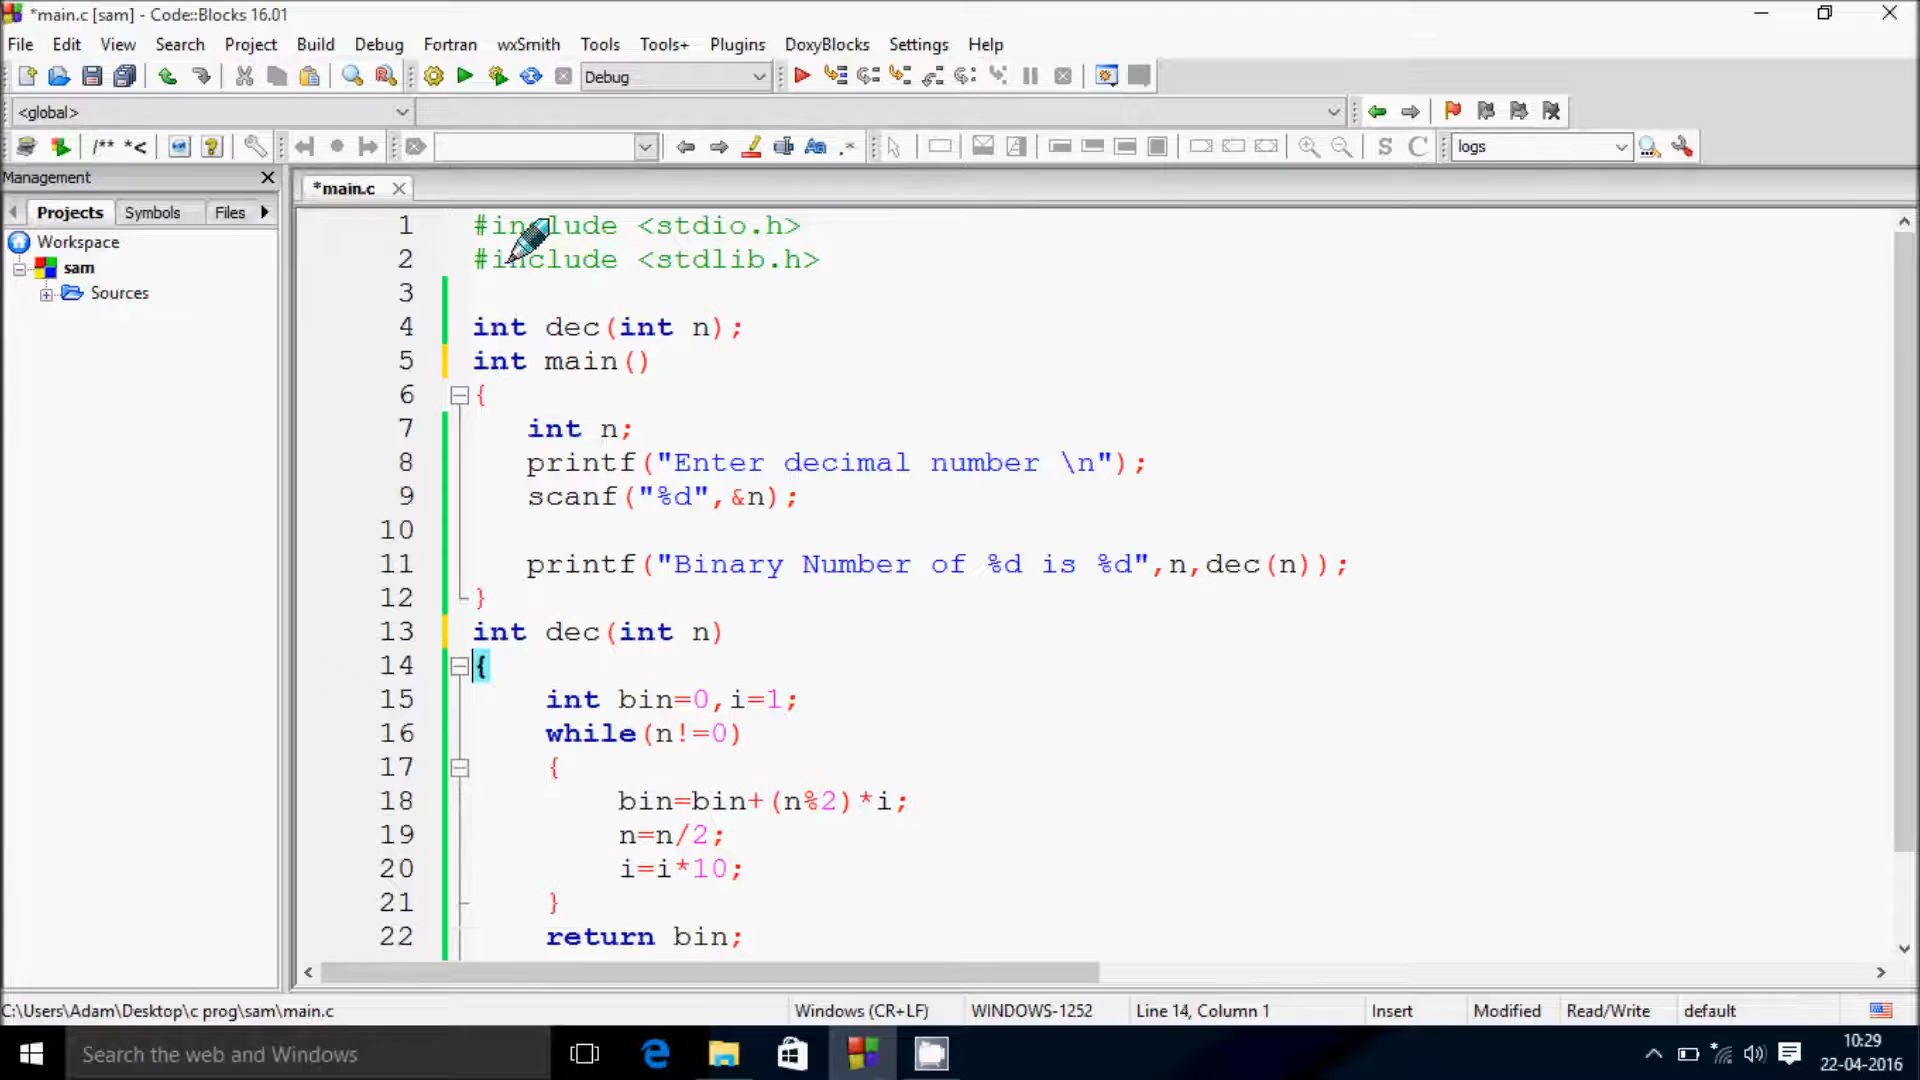 *main.c [sam] - Code::Blocks 16.01
File Edit View Search Project Build Debug Fortran wxSmith Tools Tools+ Plugins DoxyBlocks Settings Help
Debug
<global>
/** *< Aa .* S C logs
Management
*main.c
Projects Symbols Files
Workspace
sam
Sources
1 #include <stdio.h>
2 #include <stdlib.h>
3
4 int dec(int n);
5 int main()
6 {
7 int n;
8 printf("Enter decimal number \n");
9 scanf("%d",&n);
10
11 printf("Binary Number of %d is %d",n,dec(n));
12 }
13 int dec(int n)
14 {
15 int bin=0,i=1;
16 while(n!=0)
17 {
18 bin=bin+(n%2)*i;
19 n=n/2;
20 i=i*10;
21 }
22 return bin;
C:\Users\Adam\Desktop\c prog\sam\main.c Windows (CR+LF) WINDOWS-1252 Line 14, Column 1 Insert Modified Read/Write default
Search the web and Windows
10:29
22-04-2016